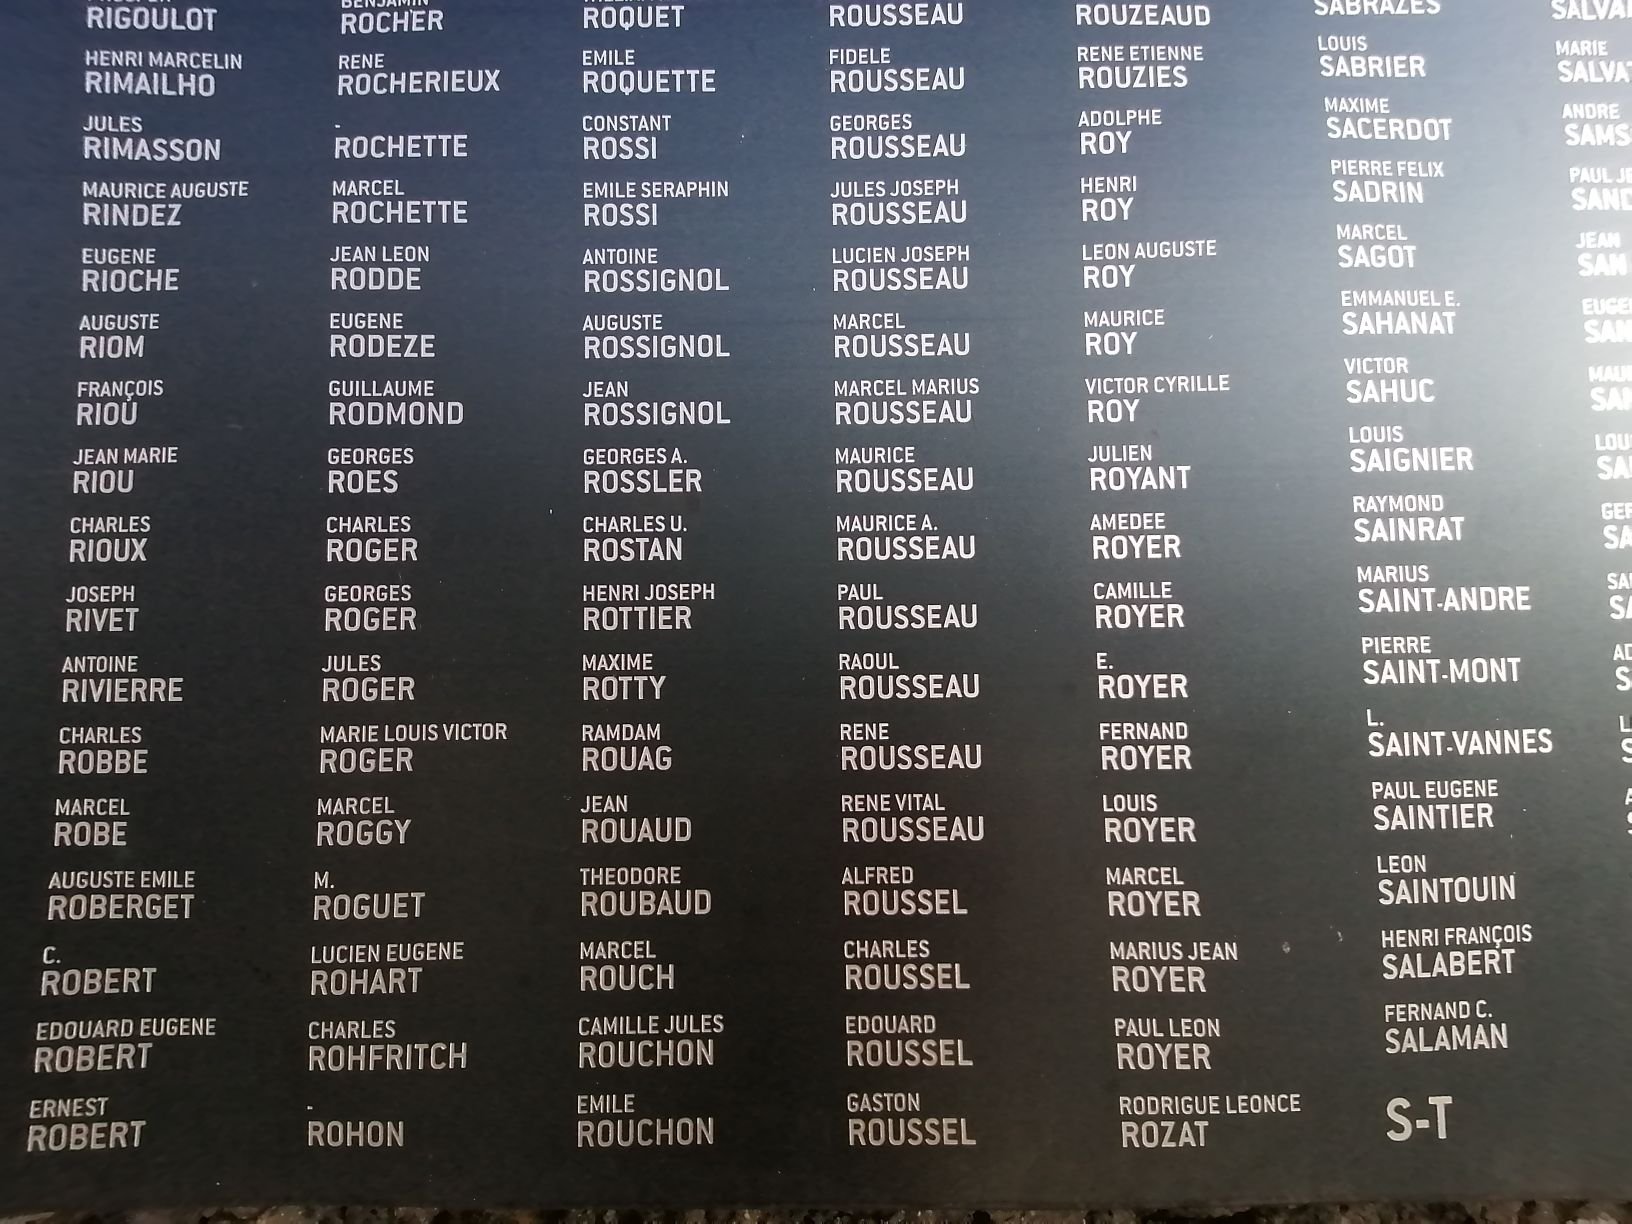 RIGOULOT
HENRI MARCELIN
RIMAILHO
JULES
RIMASSON
MAURICE AUGUSTE
RINDEZ
EUGENE
RIOCHE
AUGUSTE
RIOM
FRANÇOIS
RIOU
JEAN MARIE
RIOU
CHARLES
RIOUX
JOSEPH
RIVET
ANTOINE
RIVIERRE
CHARLES
ROBBE
MARCEL
ROBE
AUGUSTE EMILE
ROBERGET
C.
ROBERT
EDOUARD EUGENE
ROBERT
ERNEST
ROBERT
BENJAMIN
ROCHER
RENE
ROCHERIEUX
-
ROCHETTE
MARCEL
ROCHETTE
JEAN LEON
RODDE
EUGENE
RODEZE
GUILLAUME
RODMOND
GEORGES
ROES
CHARLES
ROGER
GEORGES
ROGER
JULES
ROGER
MARIE LOUIS VICTOR
ROGER
MARCEL
ROGGY
M.
ROGUET
LUCIEN EUGENE
ROHART
CHARLES
ROHFRITCH
-
ROHON
ROQUET
EMILE
ROQUETTE
CONSTANT
ROSSI
EMILE SERAPHIN
ROSSI
ANTOINE
ROSSIGNOL
AUGUSTE
ROSSIGNOL
JEAN
ROSSIGNOL
GEORGES A.
ROSSLER
CHARLES U.
ROSTAN
HENRI JOSEPH
ROTTIER
MAXIME
ROTTY
RAMDAM
ROUAG
JEAN
ROUAUD
THEODORE
ROUBAUD
MARCEL
ROUCH
CAMILLE JULES
ROUCHON
EMILE
ROUCHON
ROUSSEAU
FIDELE
ROUSSEAU
GEORGES
ROUSSEAU
JULES JOSEPH
ROUSSEAU
LUCIEN JOSEPH
ROUSSEAU
MARCEL
ROUSSEAU
MARCEL MARIUS
ROUSSEAU
MAURICE
ROUSSEAU
MAURICE A.
ROUSSEAU
PAUL
ROUSSEAU
RAOUL
ROUSSEAU
RENE
ROUSSEAU
RENE VITAL
ROUSSEAU
ALFRED
ROUSSEL
CHARLES
ROUSSEL
EDOUARD
ROUSSEL
GASTON
ROUSSEL
ROUZEAUD
RENE ETIENNE
ROUZIES
ADOLPHE
ROY
HENRI
ROY
LEON AUGUSTE
ROY
MAURICE
ROY
VICTOR CYRILLE
ROY
JULIEN
ROYANT
AMEDEE
ROYER
CAMILLE
ROYER
E.
ROYER
FERNAND
ROYER
LOUIS
ROYER
MARCEL
ROYER
MARIUS JEAN
ROYER
PAUL LEON
ROYER
RODRIGUE LEONCE
ROZAT
SABRAZES
LOUIS
SABRIER
MAXIME
SACERDOT
PIERRE FELIX
SADRIN
MARCEL
SAGOT
EMMANUEL E.
SAHANAT
VICTOR
SAHUC
LOUIS
SAIGNIER
RAYMOND
SAINRAT
MARIUS
SAINT-ANDRE
PIERRE
SAINT-MONT
L.
SAINT-VANNES
PAUL EUGENE
SAINTIER
LEON
SAINTOUIN
HENRI FRANÇOIS
SALABERT
FERNAND C.
SALAMAN
S-T
MARIE
ANDRE
PAUL
JEAN